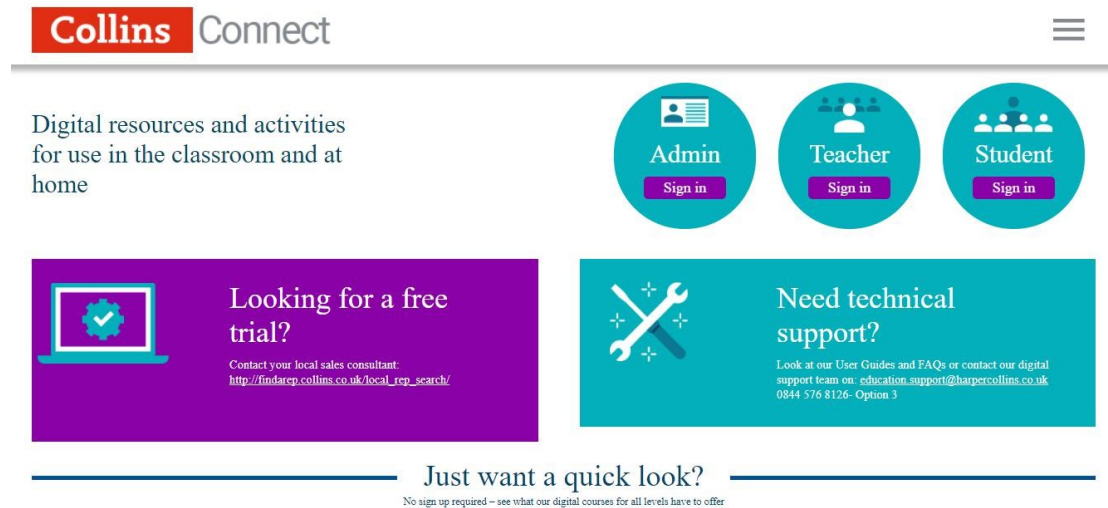 Collins Connect
Digital resources and activities
for use in the classroom and at
home
Admin
Sign in
Teacher
Sign in
Student
Sign in
Looking for a free
trial?
Contact your local sales consultant:
http://findarep.collins.co.uk/local_rep_search/
Need technical
support?
Look at our User Guides and FAQs or contact our digital
support team on: education.support@harpercollins.co.uk
0844 576 8126- Option 3
Just want a quick look?
No sign up required – see what our digital courses for all levels have to offer